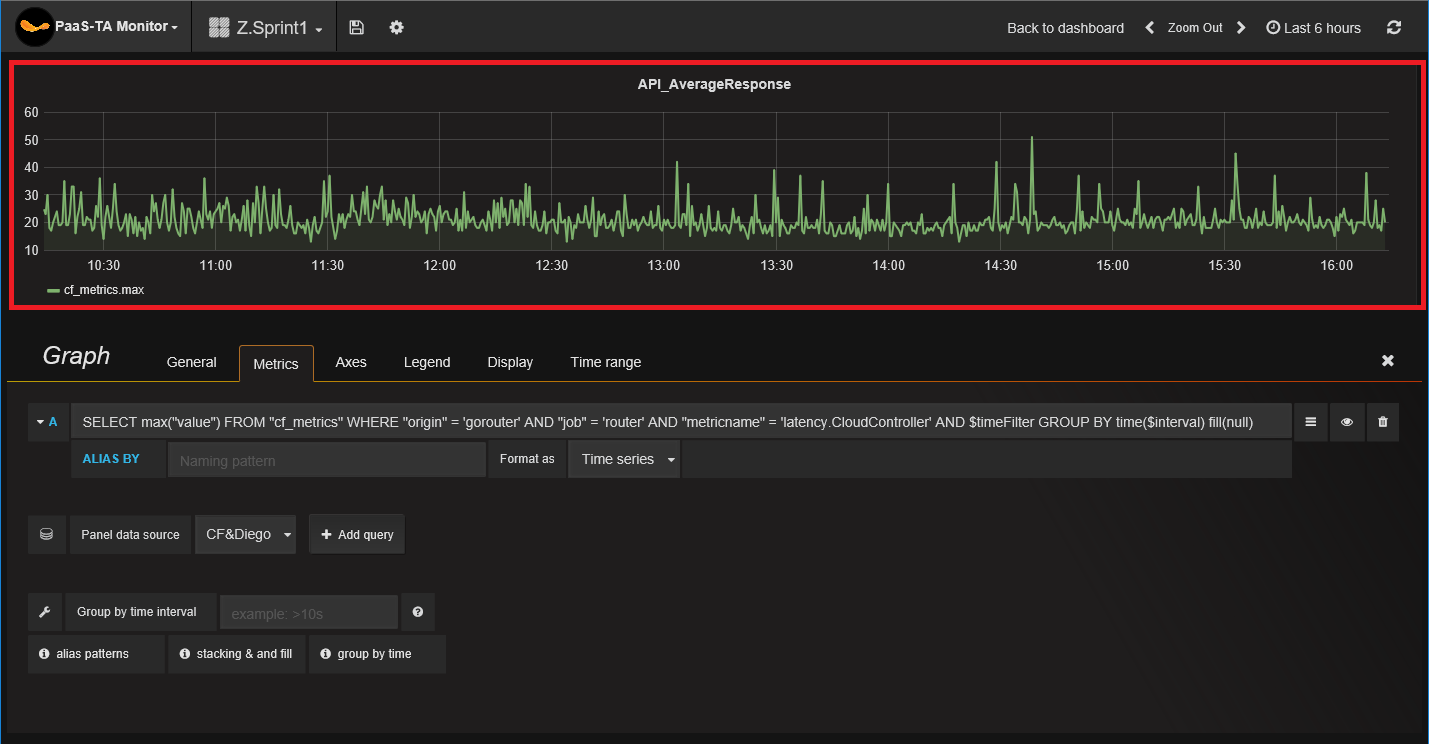 PaaS-TA Monitor Z.Sprint1 Back to dashboard Zoom Out Last 6 hours
API_AverageResponse
60
50
40
30
20
10
10:30 11:00 11:30 12:00 12:30 13:00 13:30 14:00 14:30 15:00 15:30 16:00
cf_metrics.max
Graph General Metrics Axes Legend Display Time range
A SELECT max("value") FROM "cf_metrics" WHERE "origin" = 'gorouter' AND "job" = 'router' AND "metricname" = 'latency.CloudController' AND $timeFilter GROUP BY time($interval) fill(null)
ALIAS BY Naming pattern Format as Time series
Panel data source CF&Diego + Add query
Group by time interval example: >10s
alias patterns stacking & and fill group by time